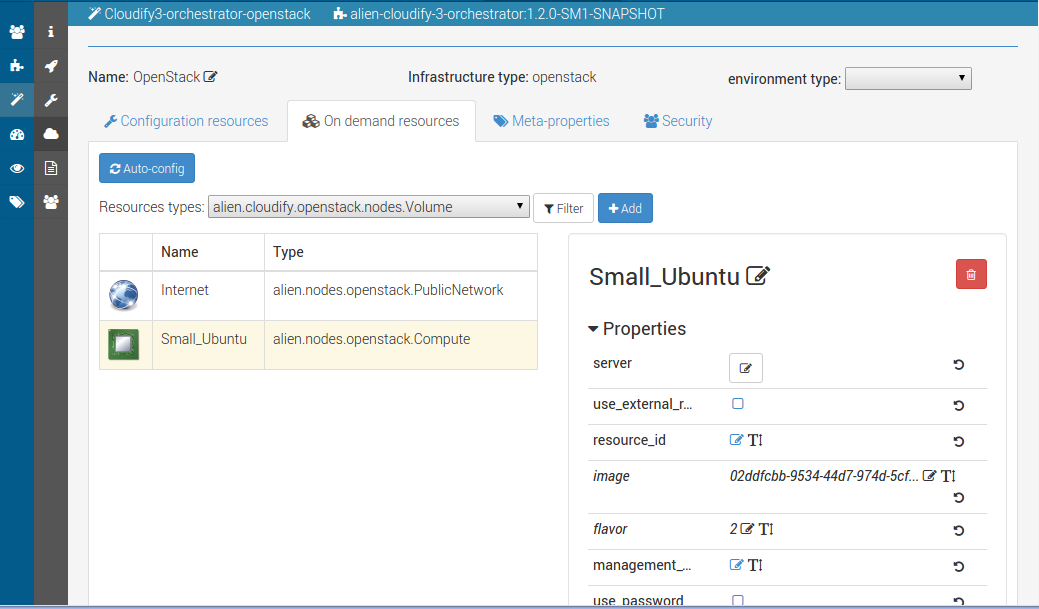 Cloudify3-orchestrator-openstack alien-cloudify-3-orchestrator:1.2.0-SM1-SNAPSHOT
Name: OpenStack Infrastructure type: openstack environment type:
Configuration resources On demand resources Meta-properties Security
Auto-config
Resources types: alien.cloudify.openstack.nodes.Volume Filter Add
Name Type
Internet alien.nodes.openstack.PublicNetwork
Small_Ubuntu alien.nodes.openstack.Compute
Small_Ubuntu
Properties
server
use_external_r...
resource_id
image 02ddfcbb-9534-44d7-974d-5cf...
flavor 2
management_...
use_password